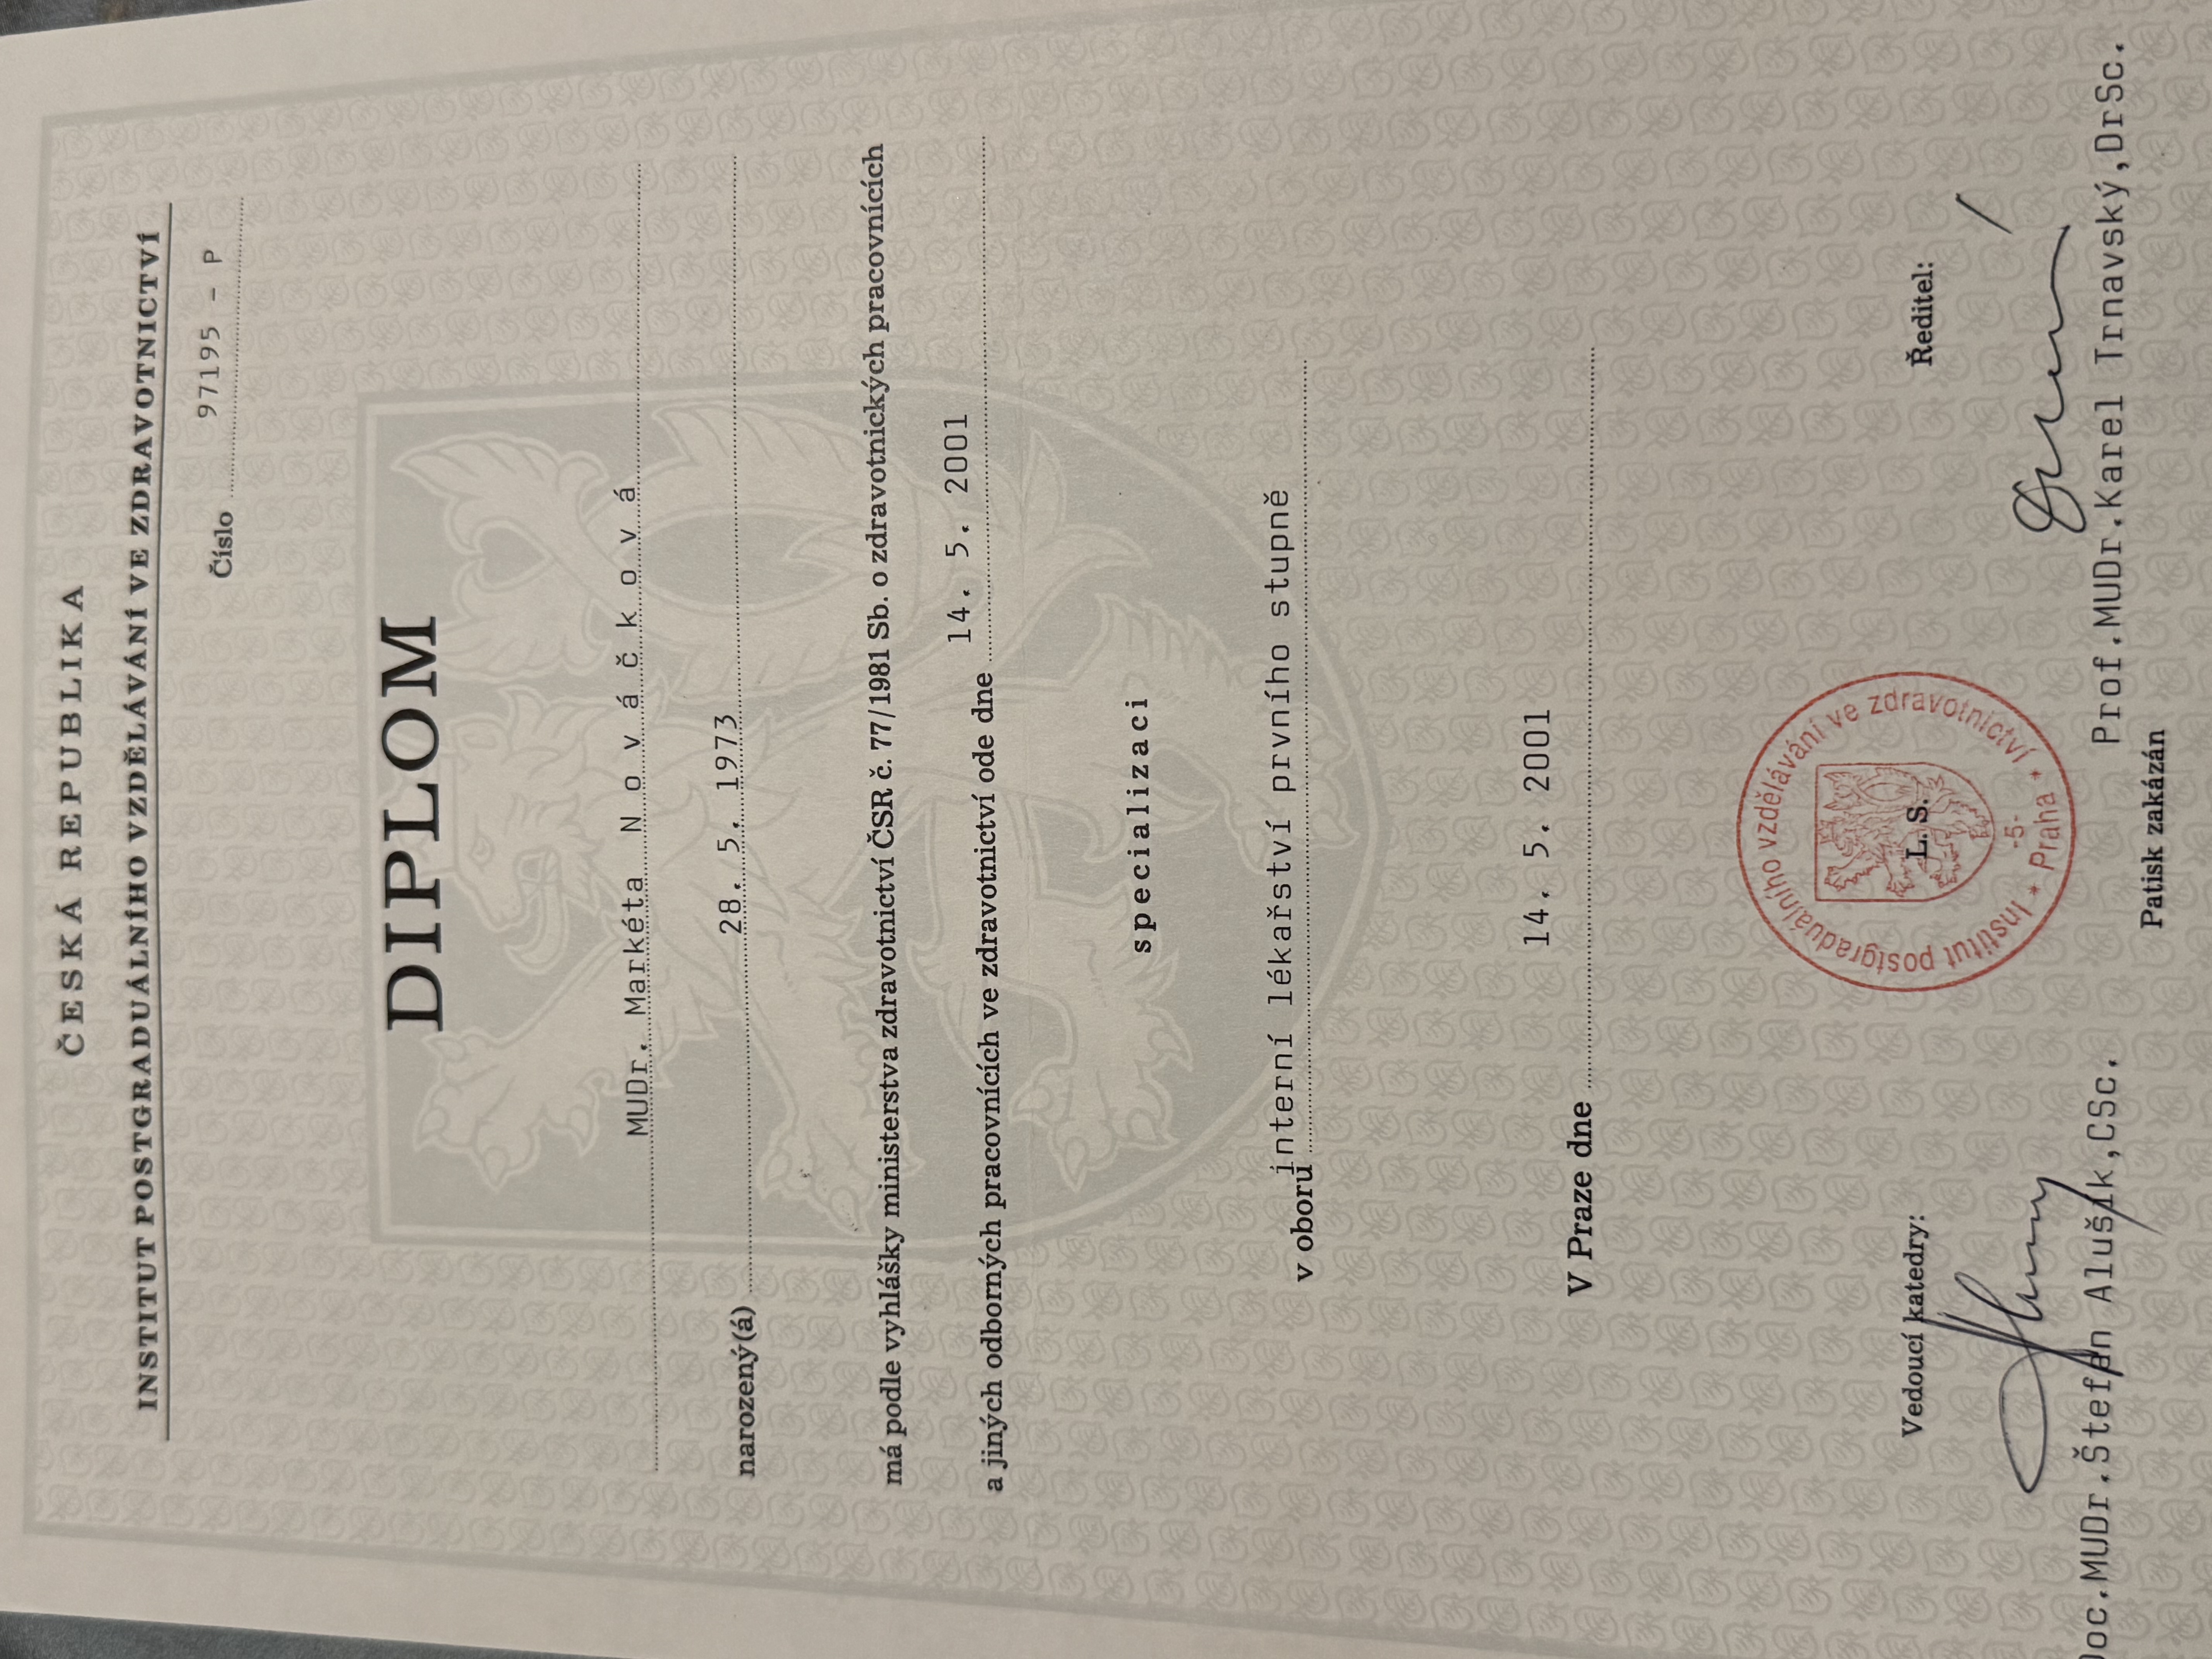 ČESKÁ REPUBLIKA
INSTITUT POSTGRADUÁLNÍHO VZDĚLÁVÁNÍ VE ZDRAVOTNICTVÍ
Číslo 97195 - P
DIPLOM
MUDr. Markéta N o v á č k o v á
narozený(á) 28. 5. 1973
má podle vyhlášky ministerstva zdravotnictví ČSR č. 77/1981 Sb. o zdravotnických pracovnících
a jiných odborných pracovnících ve zdravotnictví ode dne 14. 5. 2001
specializaci
v oboru interní lékařství prvního stupně
V Praze dne 14. 5. 2001
Vedoucí katedry:
Ředitel:
L. S.
Institut postgraduálního vzdělávání ve zdravotnictví * Praha *
-5-
Doc.MUDr.Štefan Alušík,CSc.
Prof.MUDr.Karel Trnavský,DrSc.
Patisk zakázán